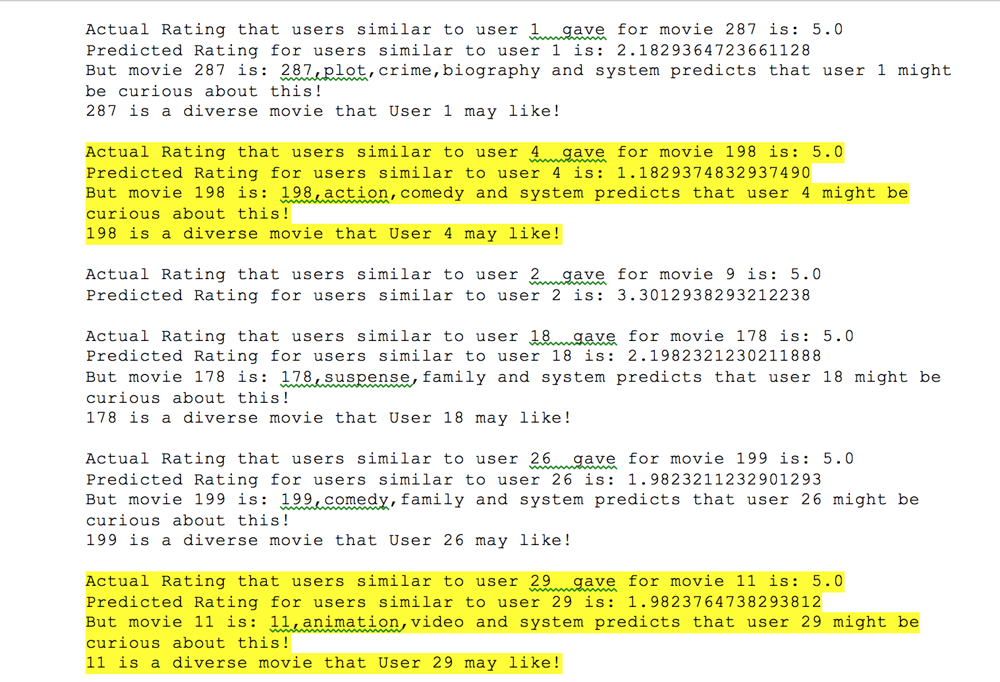 Actual Rating that users similar to user 1  gave for movie 287 is: 5.0
Predicted Rating for users similar to user 1 is: 2.1829364723661128
But movie 287 is: 287,plot,crime,biography and system predicts that user 1 might
be curious about this!
287 is a diverse movie that User 1 may like!
Actual Rating that users similar to user 4  gave for movie 198 is: 5.0
Predicted Rating for users similar to user 4 is: 1.1829374832937490
But movie 198 is: 198,action,comedy and system predicts that user 4 might be
curious about this!
198 is a diverse movie that User 4 may like!
Actual Rating that users similar to user 2  gave for movie 9 is: 5.0
Predicted Rating for users similar to user 2 is: 3.3012938293212238
Actual Rating that users similar to user 18  gave for movie 178 is: 5.0
Predicted Rating for users similar to user 18 is: 2.1982321230211888
But movie 178 is: 178,suspense,family and system predicts that user 18 might be
curious about this!
178 is a diverse movie that User 18 may like!
Actual Rating that users similar to user 26  gave for movie 199 is: 5.0
Predicted Rating for users similar to user 26 is: 1.9823211232901293
But movie 199 is: 199,comedy,family and system predicts that user 26 might be
curious about this!
199 is a diverse movie that User 26 may like!
Actual Rating that users similar to user 29  gave for movie 11 is: 5.0
Predicted Rating for users similar to user 29 is: 1.9823764738293812
But movie 11 is: 11,animation,video and system predicts that user 29 might be
curious about this!
11 is a diverse movie that User 29 may like!